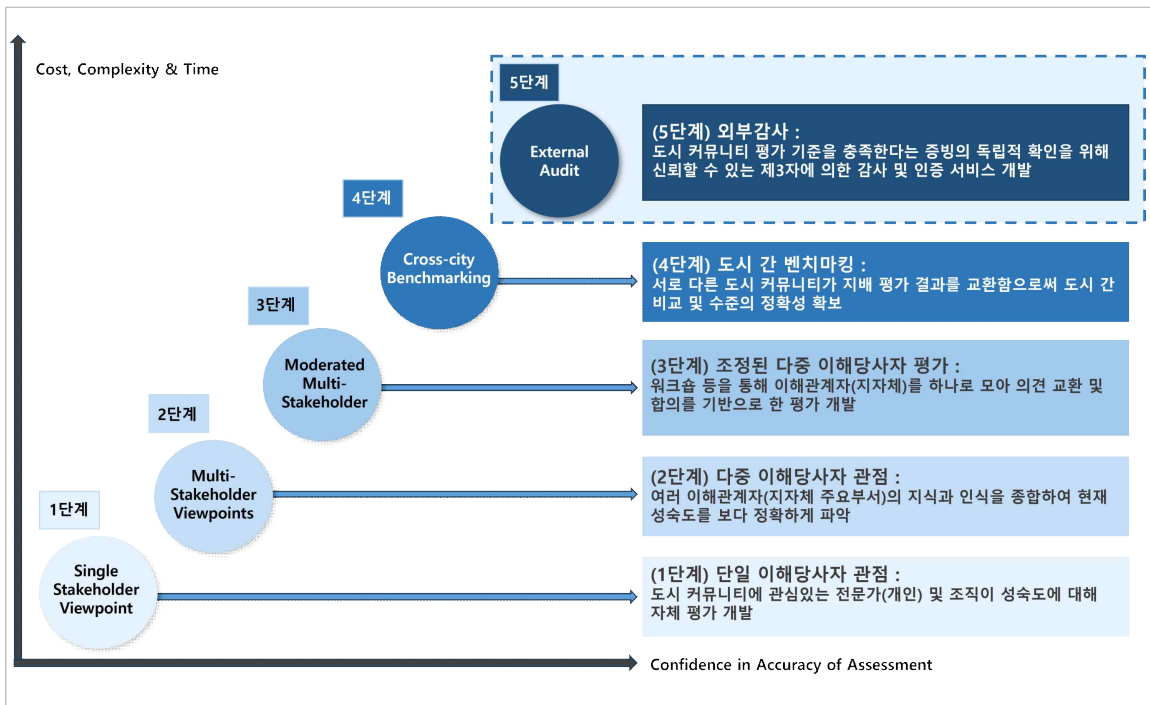 Cost, Complexity & Time
5단계
External
Audit
(5단계) 외부감사 :
도시 커뮤니티 평가 기준을 충족한다는 증빙의 독립적 확인을 위해
신뢰할 수 있는 제3자에 의한 감사 및 인증 서비스 개발
4단계
Cross-city
Benchmarking
(4단계) 도시 간 벤치마킹 :
서로 다른 도시 커뮤니티가 지배 평가 결과를 교환함으로써 도시 간
비교 및 수준의 정확성 확보
3단계
Moderated
Multi-
Stakeholder
(3단계) 조정된 다중 이해당사자 평가 :
워크숍 등을 통해 이해관계자(지자체)를 하나로 모아 의견 교환 및
합의를 기반으로 한 평가 개발
2단계
Multi-
Stakeholder
Viewpoints
(2단계) 다중 이해당사자 관점 :
여러 이해관계자(지자체 주요부서)의 지식과 인식을 종합하여 현재
성숙도를 보다 정확하게 파악
1단계
Single
Stakeholder
Viewpoint
(1단계) 단일 이해당사자 관점 :
도시 커뮤니티에 관심있는 전문가(개인) 및 조직이 성숙도에 대해
자체 평가 개발
Confidence in Accuracy of Assessment